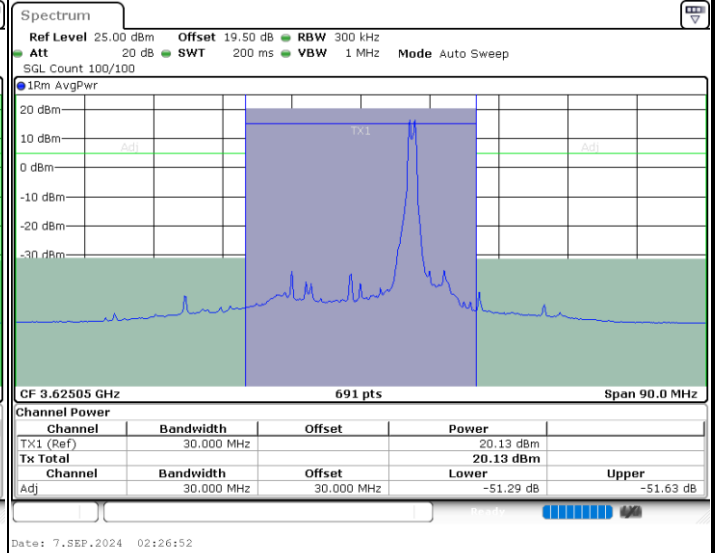 Spectrum
Ref Level 25.00 dBm Offset 19.50 dB RBW 300 kHz
Att 20 dB SWT 200 ms VBW 1 MHz Mode Auto Sweep
SGL Count 100/100
1Rm AvgPwr
20 dBm
TX1
10 dBm
Adj Adj
0 dBm
-10 dBm
-20 dBm
-30 dBm
CF 3.62505 GHz 691 pts Span 90.0 MHz
Channel Power
Channel Bandwidth Offset Power
TX1 (Ref) 30.000 MHz 20.13 dBm
Tx Total 20.13 dBm
Channel Bandwidth Offset Lower Upper
Adj 30.000 MHz 30.000 MHz -51.29 dB -51.63 dB
Ready
Date: 7.SEP.2024 02:26:52